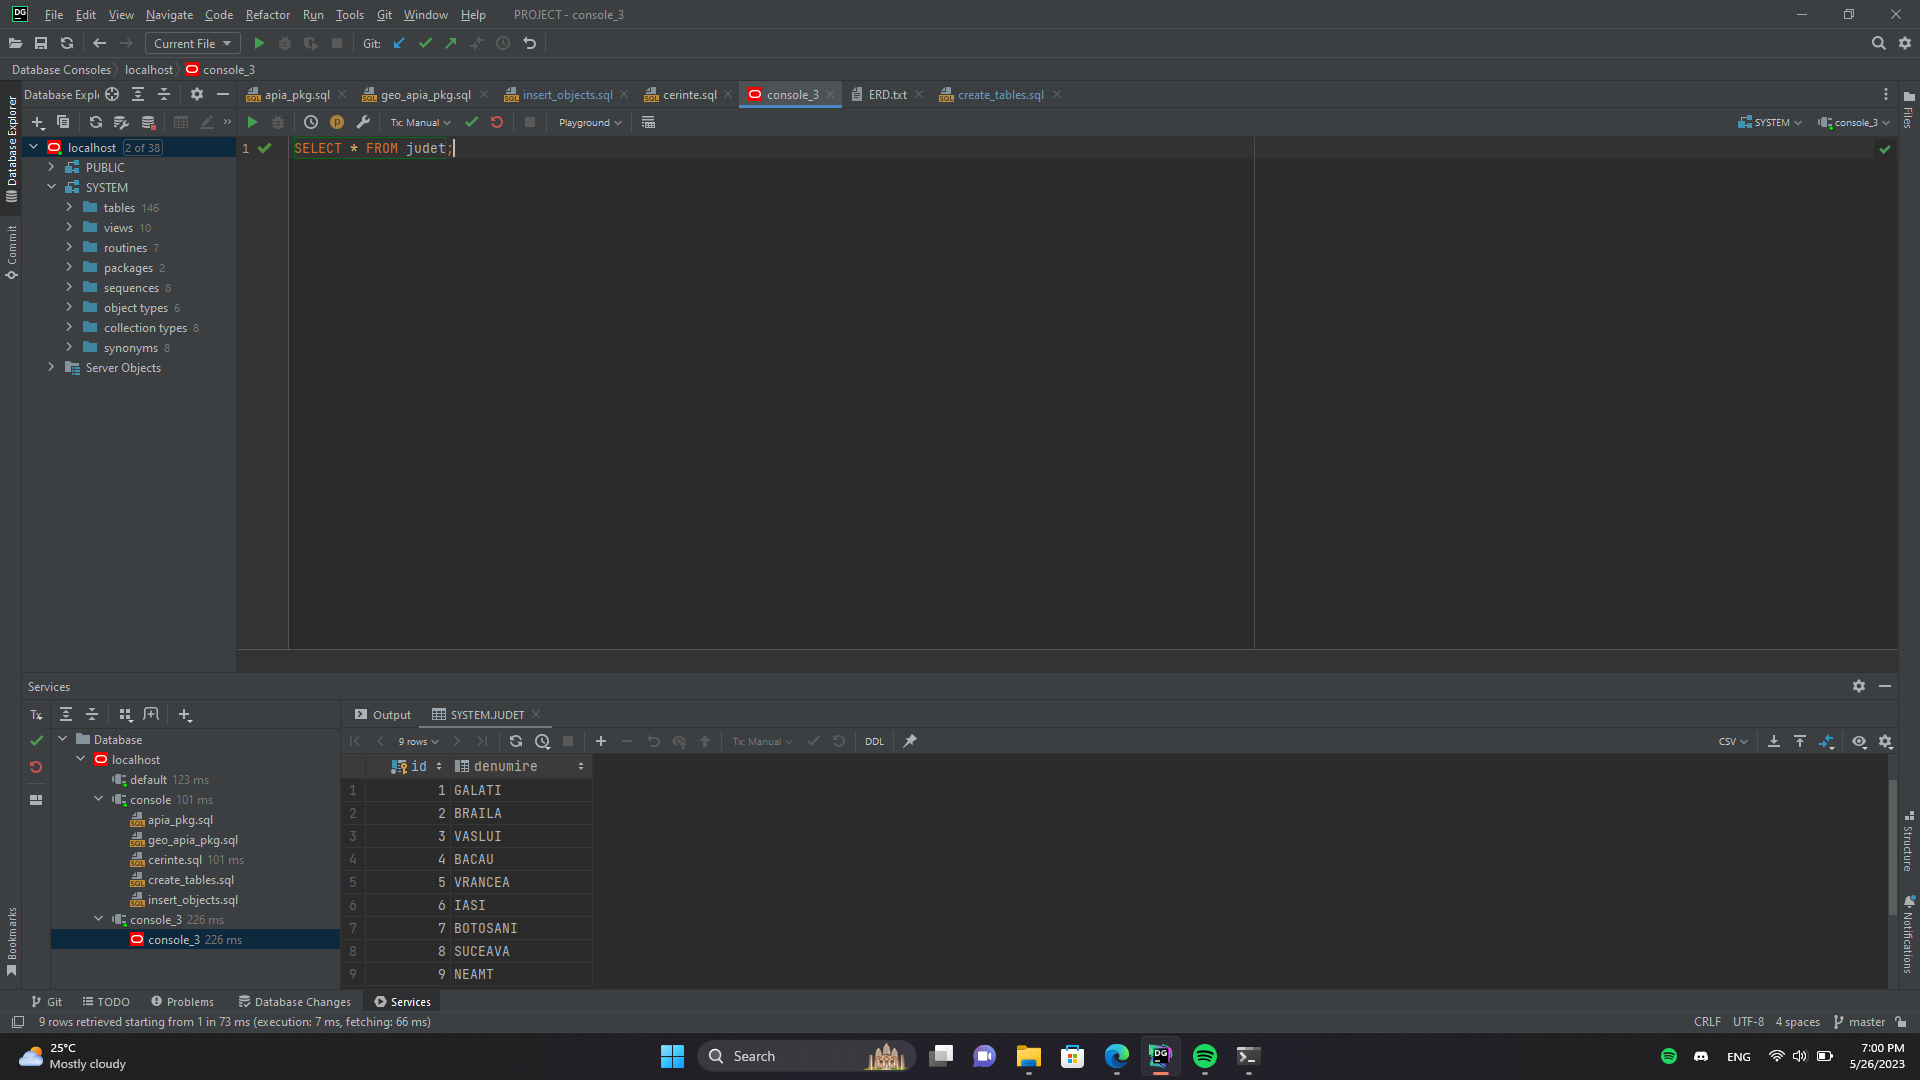 DG File Edit View Navigate Code Refactor Run Tools Git Window Help PROJECT - console_3
Current File Git:
Database Consoles localhost console_3
Database Expl apia_pkg.sql geo_apia_pkg.sql insert_objects.sql cerinte.sql console_3 ERD.txt create_tables.sql
Tx: Manual Playground SYSTEM console_3
localhost 2 of 38
PUBLIC
SYSTEM
tables 146
views 10
routines 7
packages 2
sequences 8
object types 6
collection types 8
synonyms 8
Server Objects
1 SELECT * FROM judet;
Database Explorer
Commit
Bookmarks
Files
Structure
Notifications
Services
Tx
Database
localhost
default 123 ms
console 101 ms
apia_pkg.sql
geo_apia_pkg.sql
cerinte.sql 101 ms
create_tables.sql
insert_objects.sql
console_3 226 ms
console_3 226 ms
Output SYSTEM.JUDET
9 rows Tx: Manual DDL CSV
id denumire
1 1 GALATI
2 2 BRAILA
3 3 VASLUI
4 4 BACAU
5 5 VRANCEA
6 6 IASI
7 7 BOTOSANI
8 8 SUCEAVA
9 9 NEAMT
Git TODO Problems Database Changes Services
9 rows retrieved starting from 1 in 73 ms (execution: 7 ms, fetching: 66 ms) CRLF UTF-8 4 spaces master
25°C
Mostly cloudy
Search
DG
ENG
7:00 PM
5/26/2023